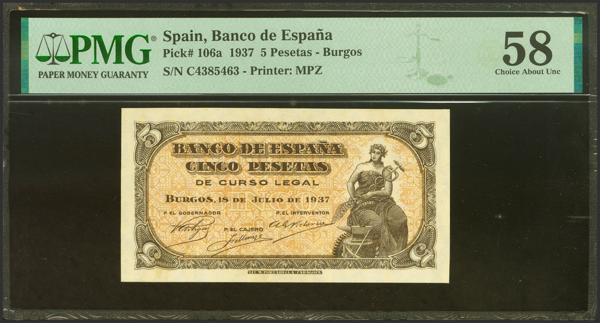 PMG
PAPER MONEY GUARANTY
Spain, Banco de España
Pick# 106a 1937 5 Pesetas - Burgos
S/N C4385463 - Printer: MPZ
58
Choice About Unc
5
5
BANCO DE ESPAÑA
CINCO PESETAS
DE CURSO LEGAL
BURGOS, 18 DE JULIO DE 1937
P. EL GOBERNADOR
P. EL INTERVENTOR
P. EL CAJERO
5